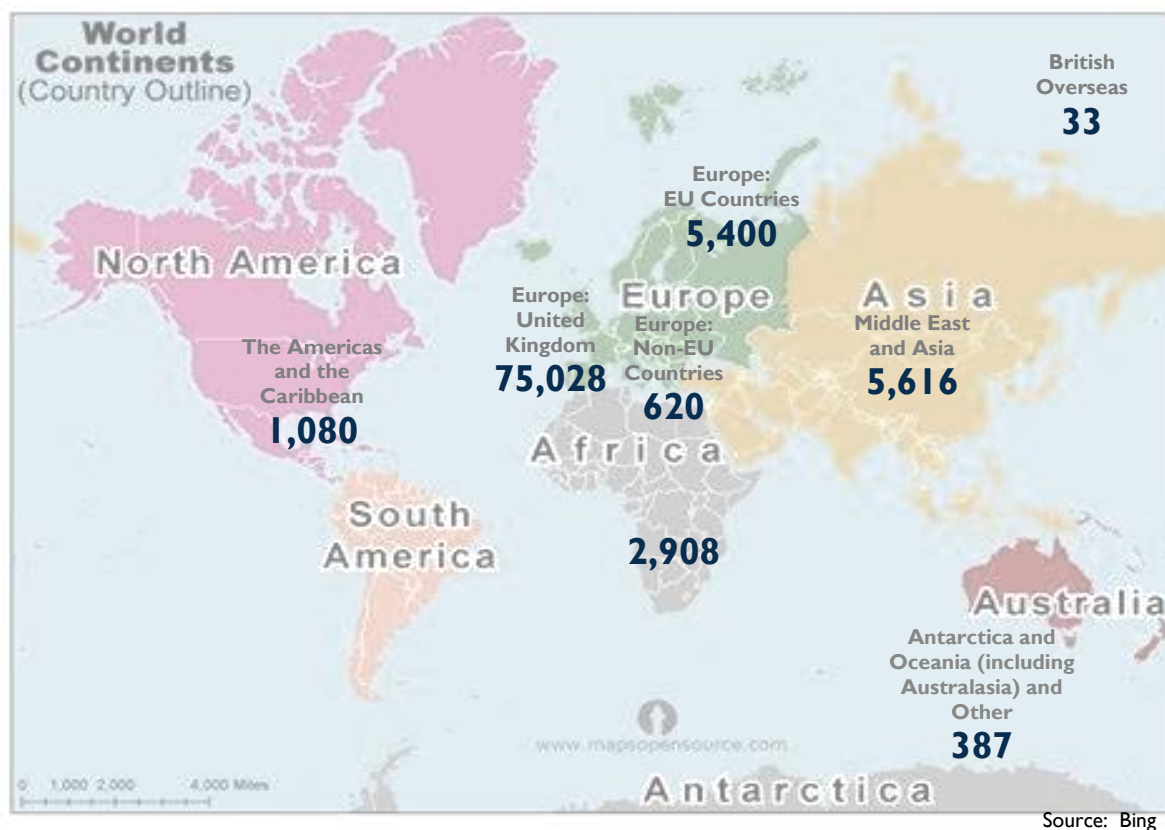 World
Continents
(Country Outline)
British
Overseas
33
Europe:
EU Countries
5,400
North America
Europe
Asia
Europe:
United
Kingdom
75,028
Europe:
Non-EU
Countries
620
Middle East
and Asia
5,616
The Americas
and the
Caribbean
1,080
Africa
South
America
2,908
Australia
Antarctica and
Oceania (including
Australasia) and
Other
387
www.mapsopensource.com
0 1,000 2,000 4,000 Miles
Antarctica
Source: Bing